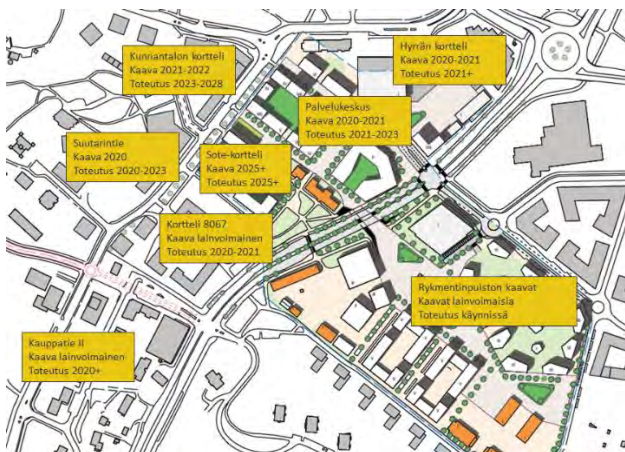 Kunnantalon kortteli
Kaava 2021-2022
Toteutus 2023-2028
Hyrrän kortteli
Kaava 2020-2021
Toteutus 2021+
Palvelukeskus
Kaava 2020-2021
Toteutus 2021-2023
Suutarintie
Kaava 2020
Toteutus 2020-2023
Sote-kortteli
Kaava 2025+
Toteutus 2025+
Kortteli 8067
Kaava lainvoimainen
Toteutus 2020-2021
Rykmentinpuiston kaavat
Kaavat lainvoimaisia
Toteutus käynnissä
Kauppatie II
Kaava lainvoimainen
Toteutus 2020+